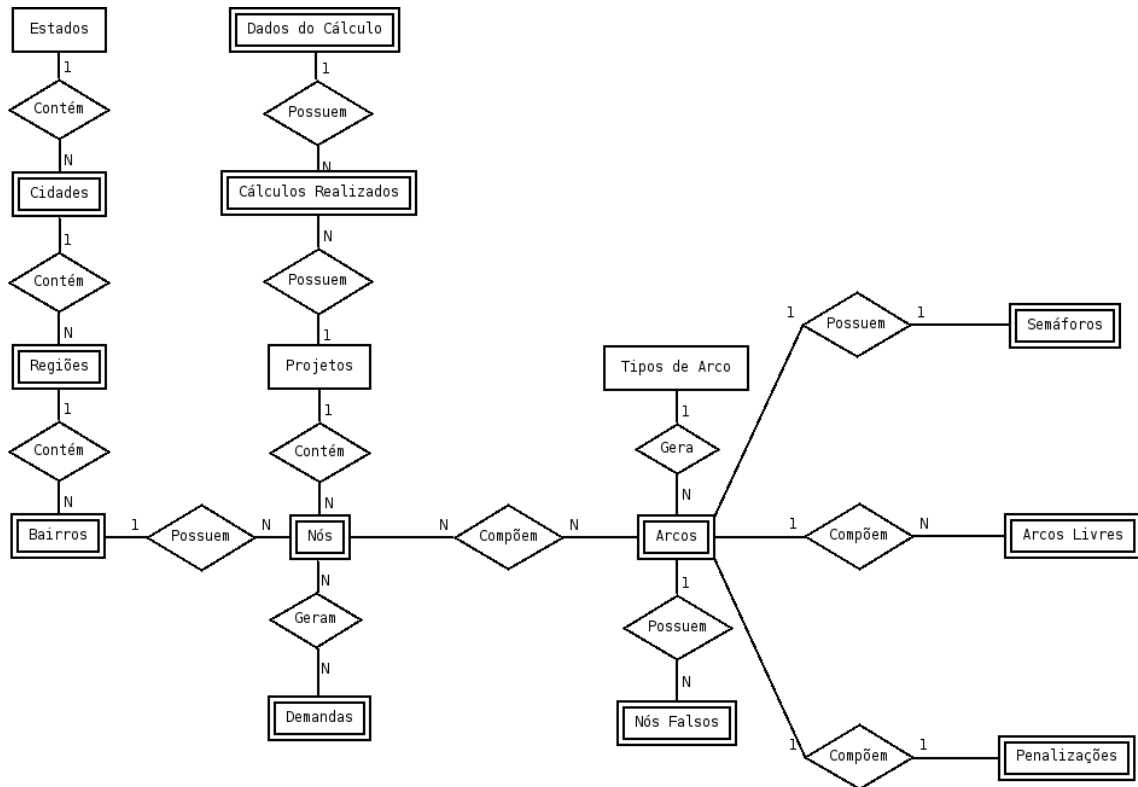 Estados
Dados do Cálculo
1
1
Contém
Possuem
N
N
Cidades
Cálculos Realizados
1
N
Contém
Possuem
1
Possuem
1
Semáforos
N
1
Regiões
Projetos
Tipos de Arco
1
1
1
Contém
Contém
Gera
N
N
N
Bairros
1
Possuem
N
Nós
N
Compõem
N
Arcos
1
Compõem
N
Arcos Livres
N
1
Geram
Possuem
N
N
Demandas
Nós Falsos
1
Compõem
1
Penalizações